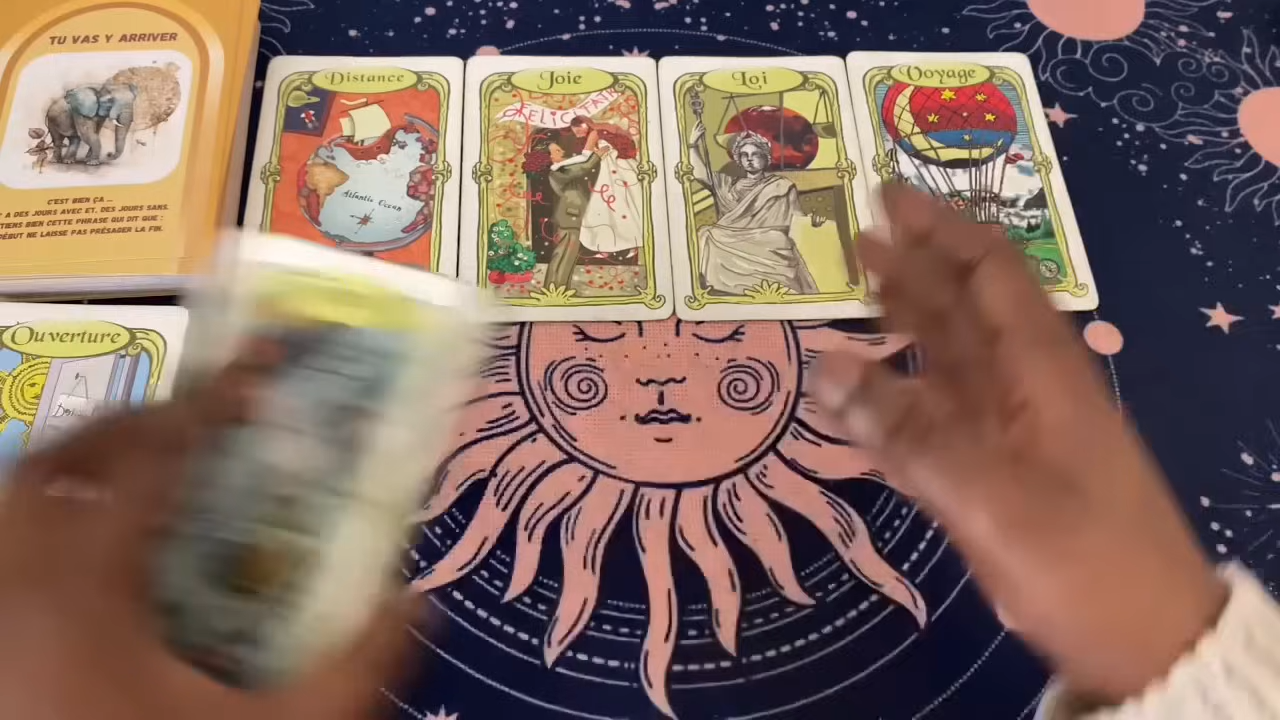 TU VAS Y ARRIVER
C'EST BIEN ÇA ...
Y A DES JOURS AVEC ET, DES JOURS SANS.
TIENS BIEN CETTE PHRASE QUI DIT QUE :
DÉBUT NE LAISSE PAS PRÉSAGER LA FIN.
Distance
Atlantic Ocean
Joie
Loi
Voyage
Ouverture